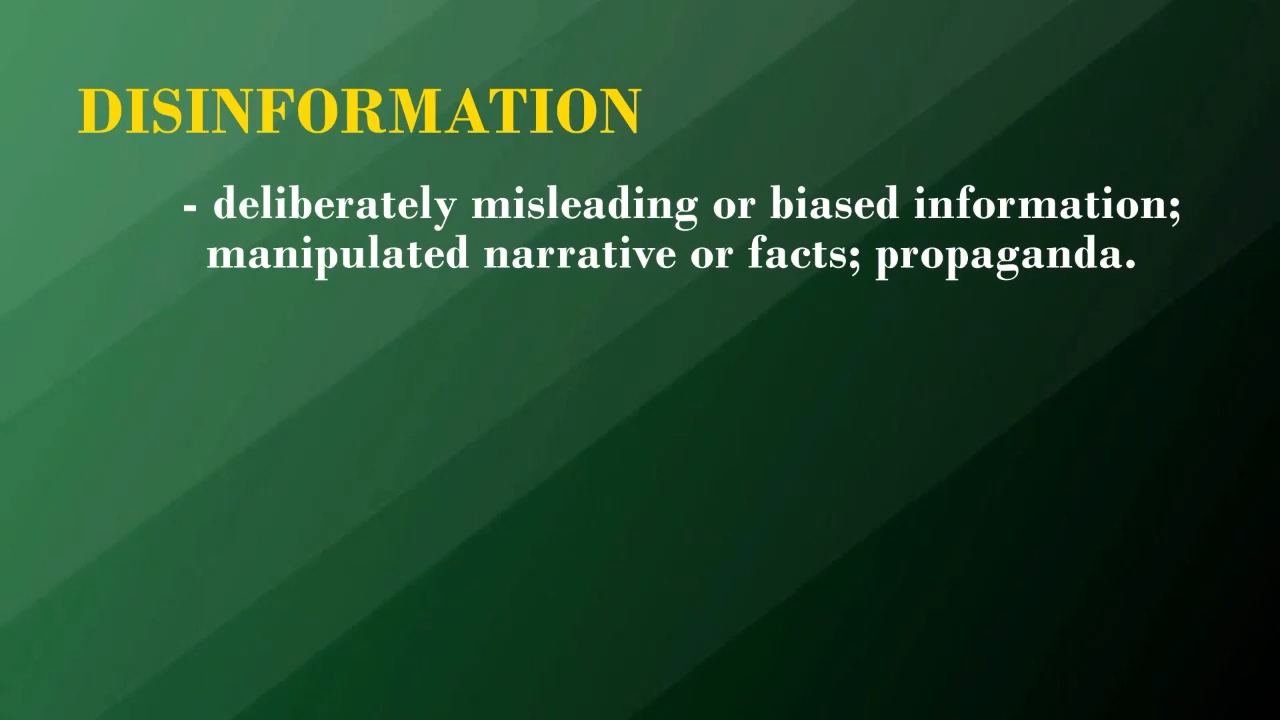 DISINFORMATION
- deliberately misleading or biased information;
manipulated narrative or facts; propaganda.